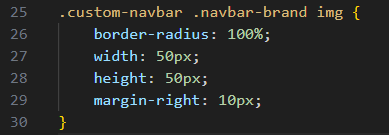 25 .custom-navbar .navbar-brand img {
26     border-radius: 100%;
27     width: 50px;
28     height: 50px;
29     margin-right: 10px;
30 }